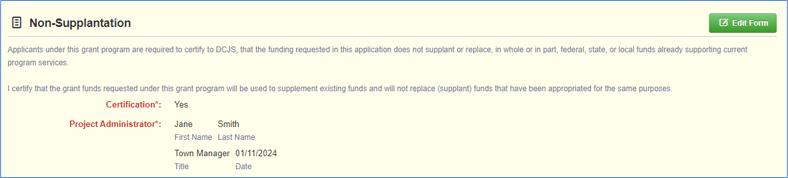 Non-Supplantation
Edit Form
Applicants under this grant program are required to certify to DCJS, that the funding requested in this application does not supplant or replace, in whole or in part, federal, state, or local funds already supporting current
program services.
I certify that the grant funds requested under this grant program will be used to supplement existing funds and will not replace (supplant) funds that have been appropriated for the same purposes.
Certification*: Yes
Project Administrator*: Jane Smith
First Name Last Name
Town Manager 01/11/2024
Title Date